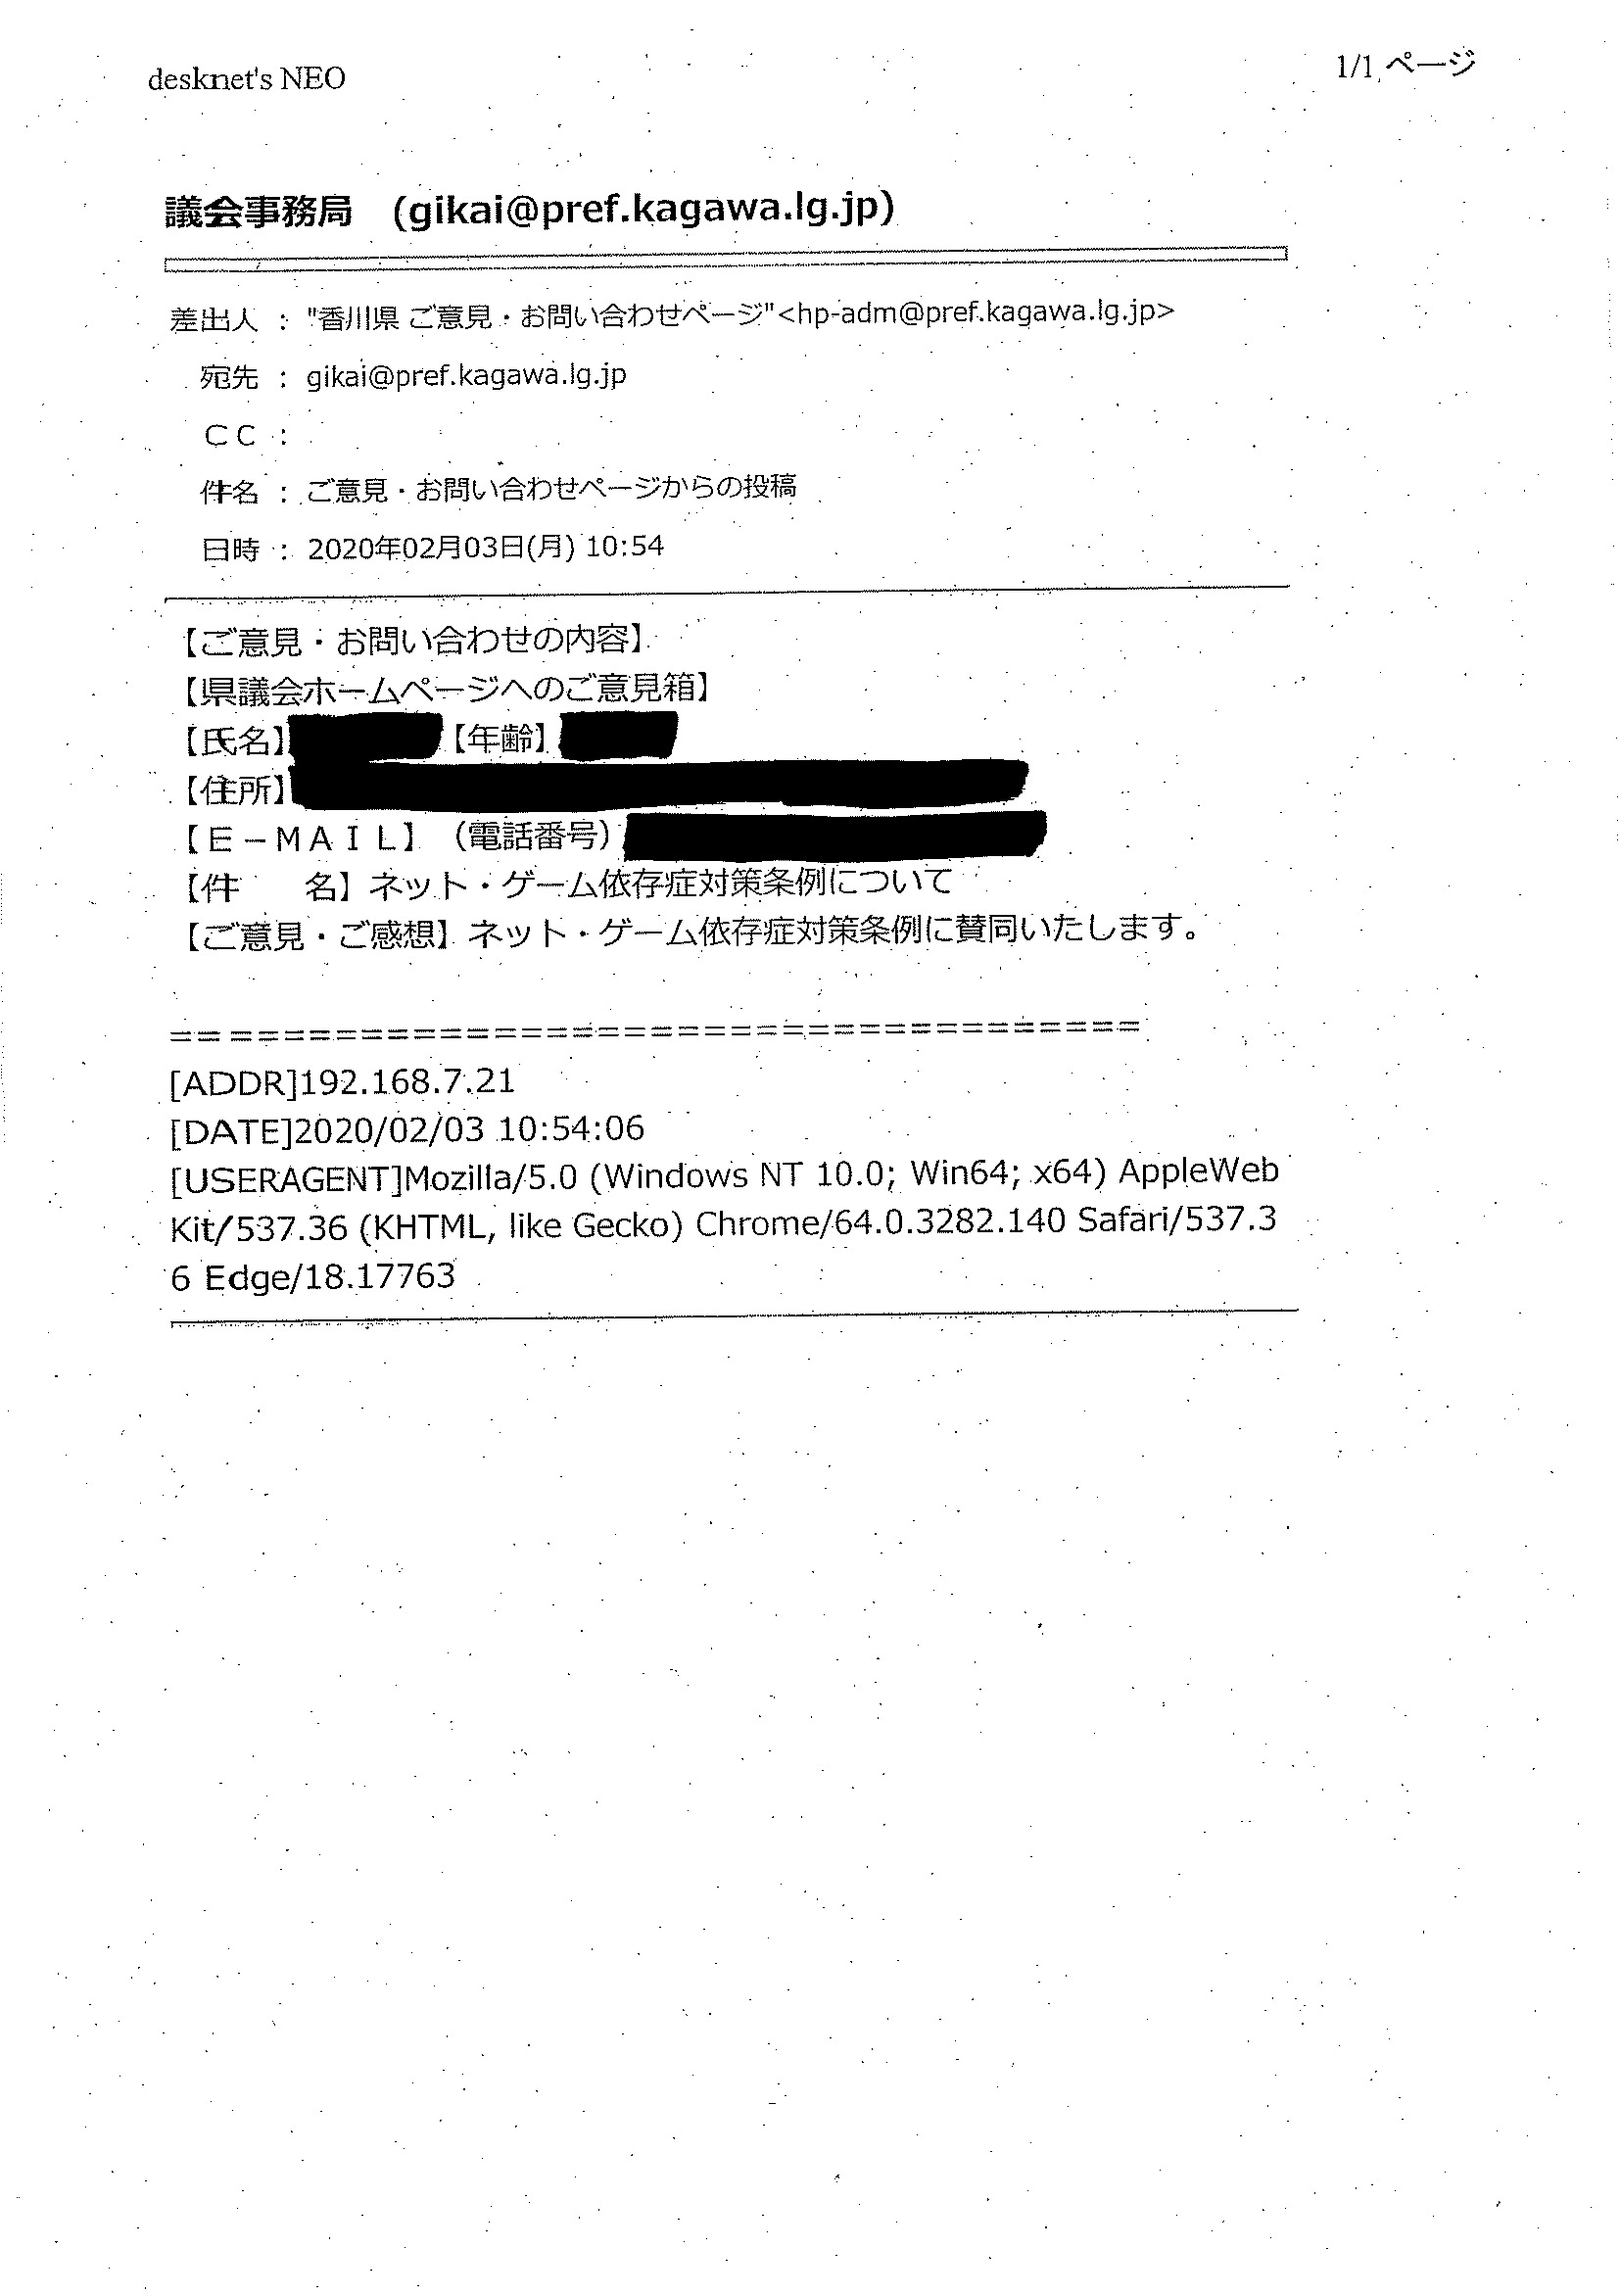 desknet's NEO
1/1 ページ
議会事務局 (gikai@pref.kagawa.lg.jp)
差出人 : "香川県 ご意見・お問い合わせページ"<hp-adm@pref.kagawa.lg.jp>
宛先 : gikai@pref.kagawa.lg.jp
ＣＣ :
件名 : ご意見・お問い合わせページからの投稿
日時 : 2020年02月03日(月) 10:54
【ご意見・お問い合わせの内容】
【県議会ホームページへのご意見箱】
【氏名】 【年齢】
【住所】
【Ｅ－ＭＡＩＬ】（電話番号）
【件　　名】ネット・ゲーム依存症対策条例について
【ご意見・ご感想】ネット・ゲーム依存症対策条例に賛同いたします。
=====================================
[ADDR]192.168.7.21
[DATE]2020/02/03 10:54:06
[USERAGENT]Mozilla/5.0 (Windows NT 10.0; Win64; x64) AppleWeb
Kit/537.36 (KHTML, like Gecko) Chrome/64.0.3282.140 Safari/537.3
6 Edge/18.17763